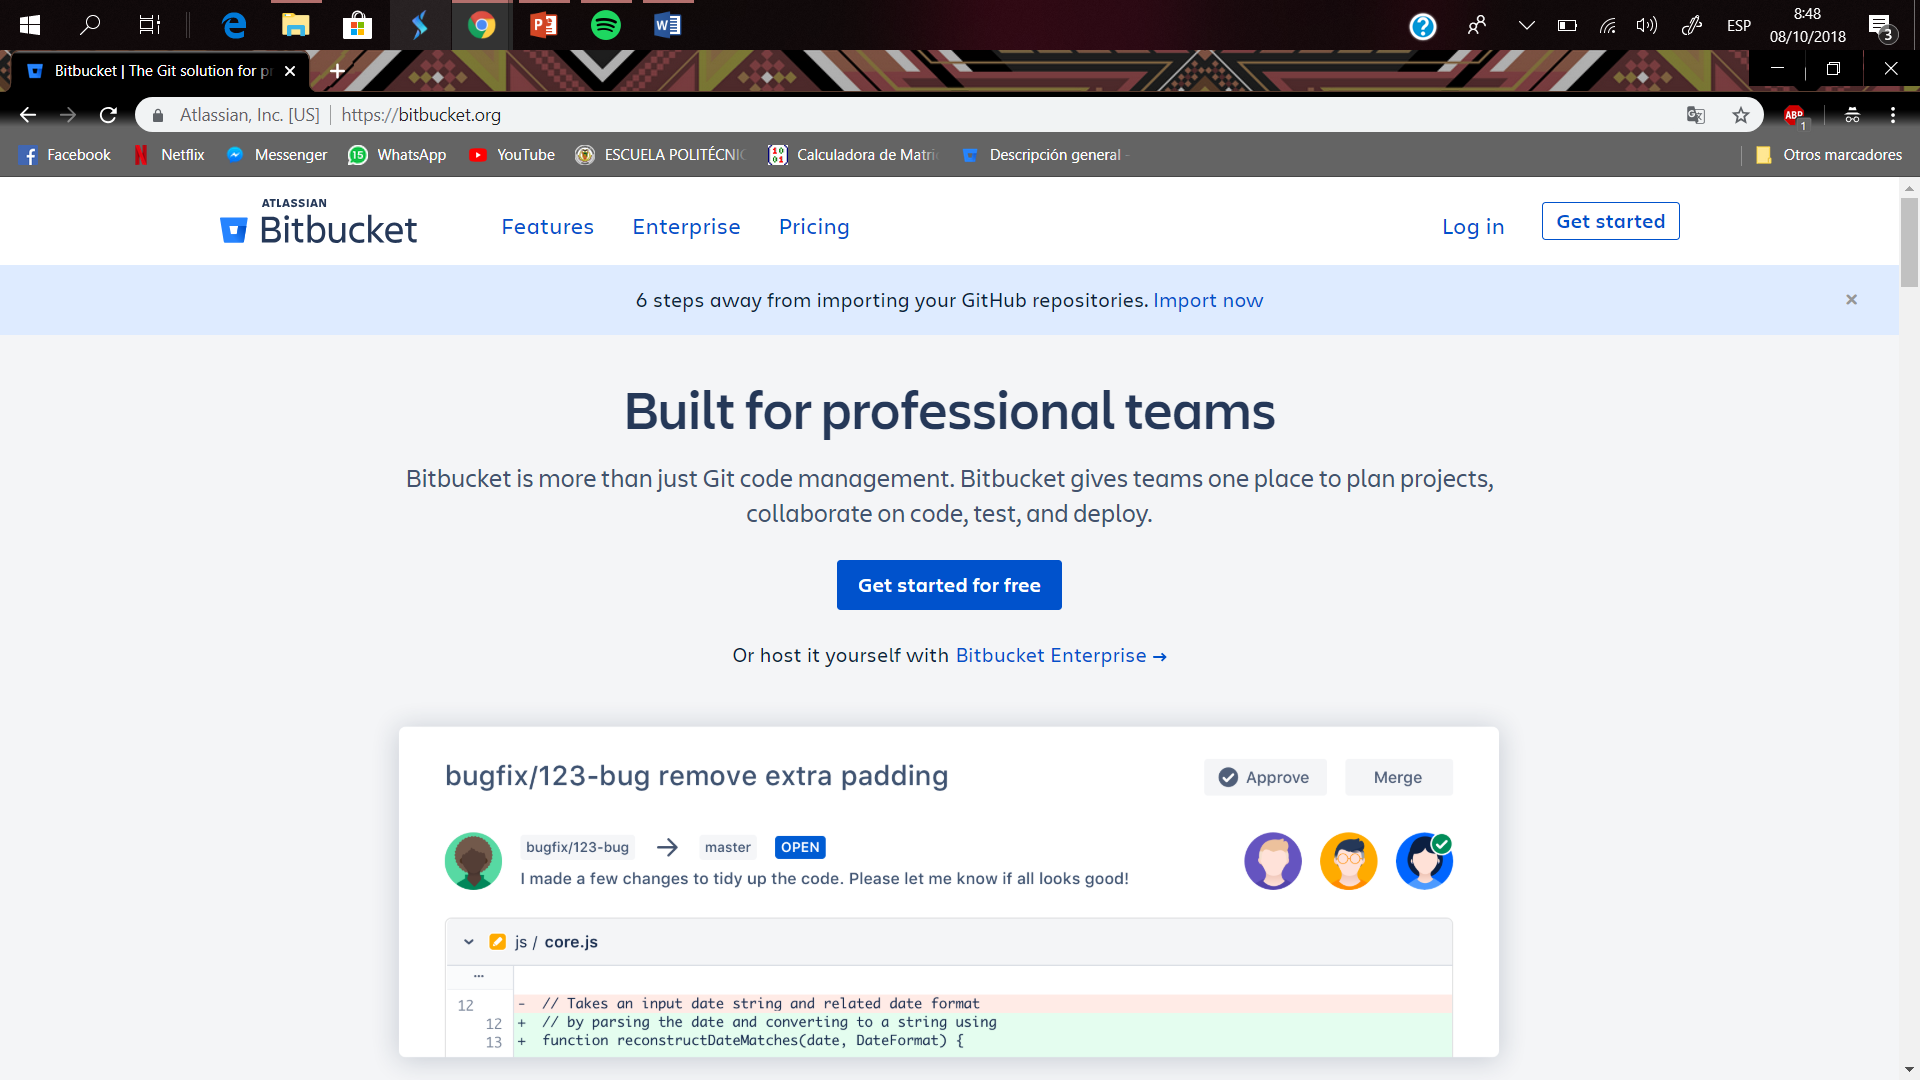 ESP
8:48
08/10/2018
3
Bitbucket | The Git solution for pr
Atlassian, Inc. [US] | https://bitbucket.org
ABP
1
Facebook
Netflix
Messenger
15
WhatsApp
YouTube
ESCUELA POLITÉCNIC
Calculadora de Matri
Descripción general -
Otros marcadores
ATLASSIAN
Bitbucket
Features
Enterprise
Pricing
Log in
Get started
6 steps away from importing your GitHub repositories. Import now
Built for professional teams
Bitbucket is more than just Git code management. Bitbucket gives teams one place to plan projects,
collaborate on code, test, and deploy.
Get started for free
Or host it yourself with Bitbucket Enterprise →
bugfix/123-bug remove extra padding
Approve
Merge
bugfix/123-bug → master OPEN
I made a few changes to tidy up the code. Please let me know if all looks good!
js / core.js
...
12 - // Takes an input date string and related date format
12 + // by parsing the date and converting to a string using
13 + function reconstructDateMatches(date, DateFormat) {